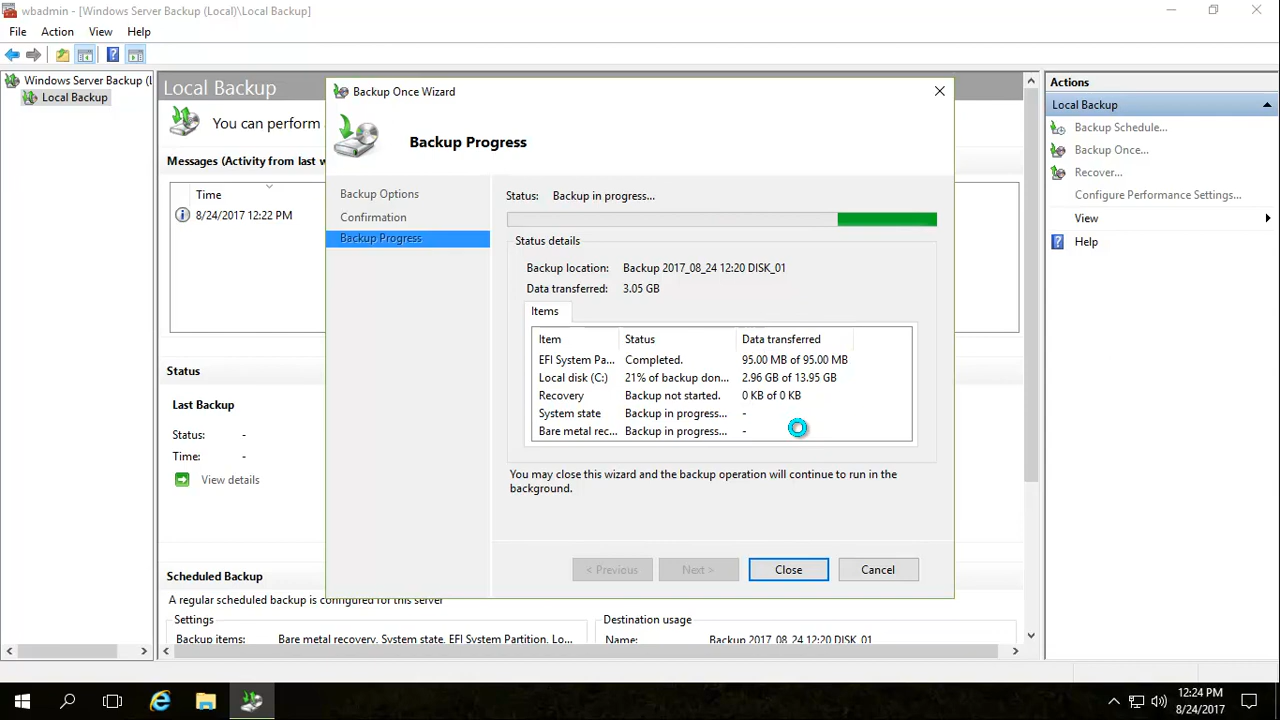 wbadmin - [Windows Server Backup (Local)\Local Backup]
File Action View Help
Windows Server Backup (L
Local Backup
Local Backup
You can perform
Messages (Activity from last w
Time
8/24/2017 12:22 PM
Status
Last Backup
Status: -
Time: -
View details
Scheduled Backup
A regular scheduled backup is configured for this server
Settings
Backup items: Bare metal recovery, System state, EFI System Partition, Lo...
Destination usage
Name: Backup 2017_08_24 12:20 DISK_01
Backup Once Wizard
Backup Progress
Backup Options
Confirmation
Backup Progress
Status: Backup in progress...
Status details
Backup location: Backup 2017_08_24 12:20 DISK_01
Data transferred: 3.05 GB
Items
Item Status Data transferred
EFI System Pa... Completed. 95.00 MB of 95.00 MB
Local disk (C:) 21% of backup don... 2.96 GB of 13.95 GB
Recovery Backup not started. 0 KB of 0 KB
System state Backup in progress... -
Bare metal rec... Backup in progress... -
You may close this wizard and the backup operation will continue to run in the
background.
< Previous Next > Close Cancel
Actions
Local Backup
Backup Schedule...
Backup Once...
Recover...
Configure Performance Settings...
View
Help
12:24 PM
8/24/2017